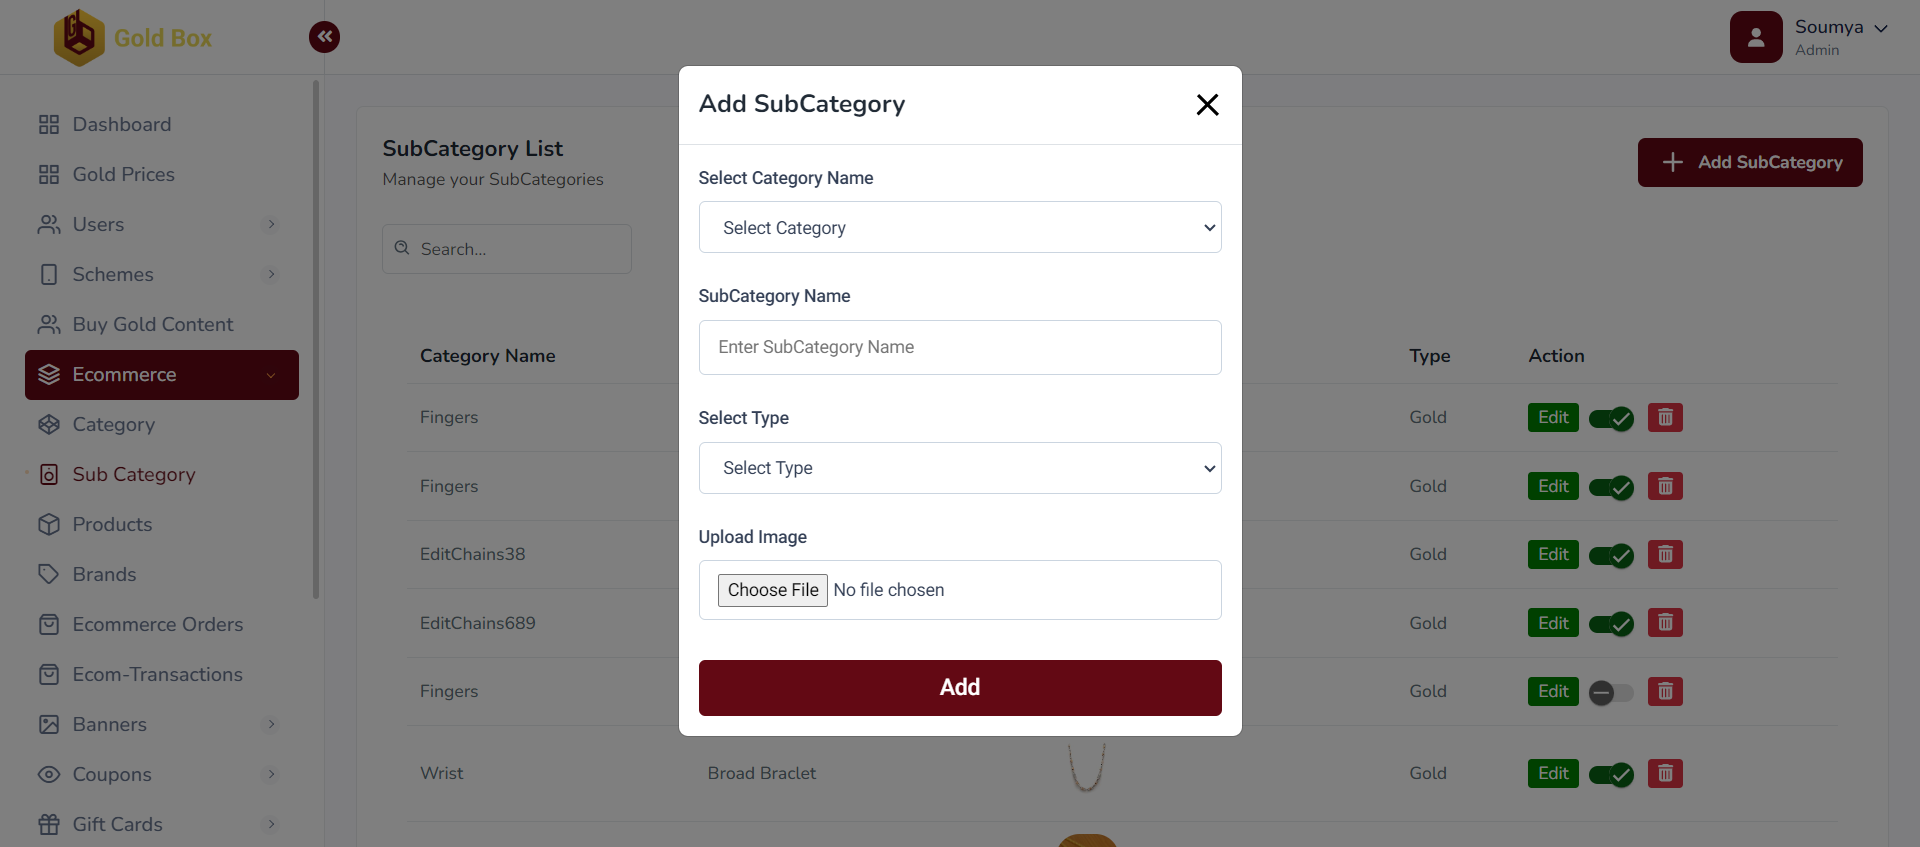 Gold Box
Soumya
Admin
Dashboard
Gold Prices
Users
Schemes
Buy Gold Content
Ecommerce
Category
Sub Category
Products
Brands
Ecommerce Orders
Ecom-Transactions
Banners
Coupons
Gift Cards
SubCategory List
Manage your SubCategories
Add SubCategory
Search...
Category Name
Type
Action
Fingers
Gold
Edit
Fingers
Gold
Edit
EditChains38
Gold
Edit
EditChains689
Gold
Edit
Fingers
Gold
Edit
Wrist
Broad Braclet
Gold
Edit
Add SubCategory
Select Category Name
Select Category
SubCategory Name
Enter SubCategory Name
Select Type
Select Type
Upload Image
Choose File No file chosen
Add